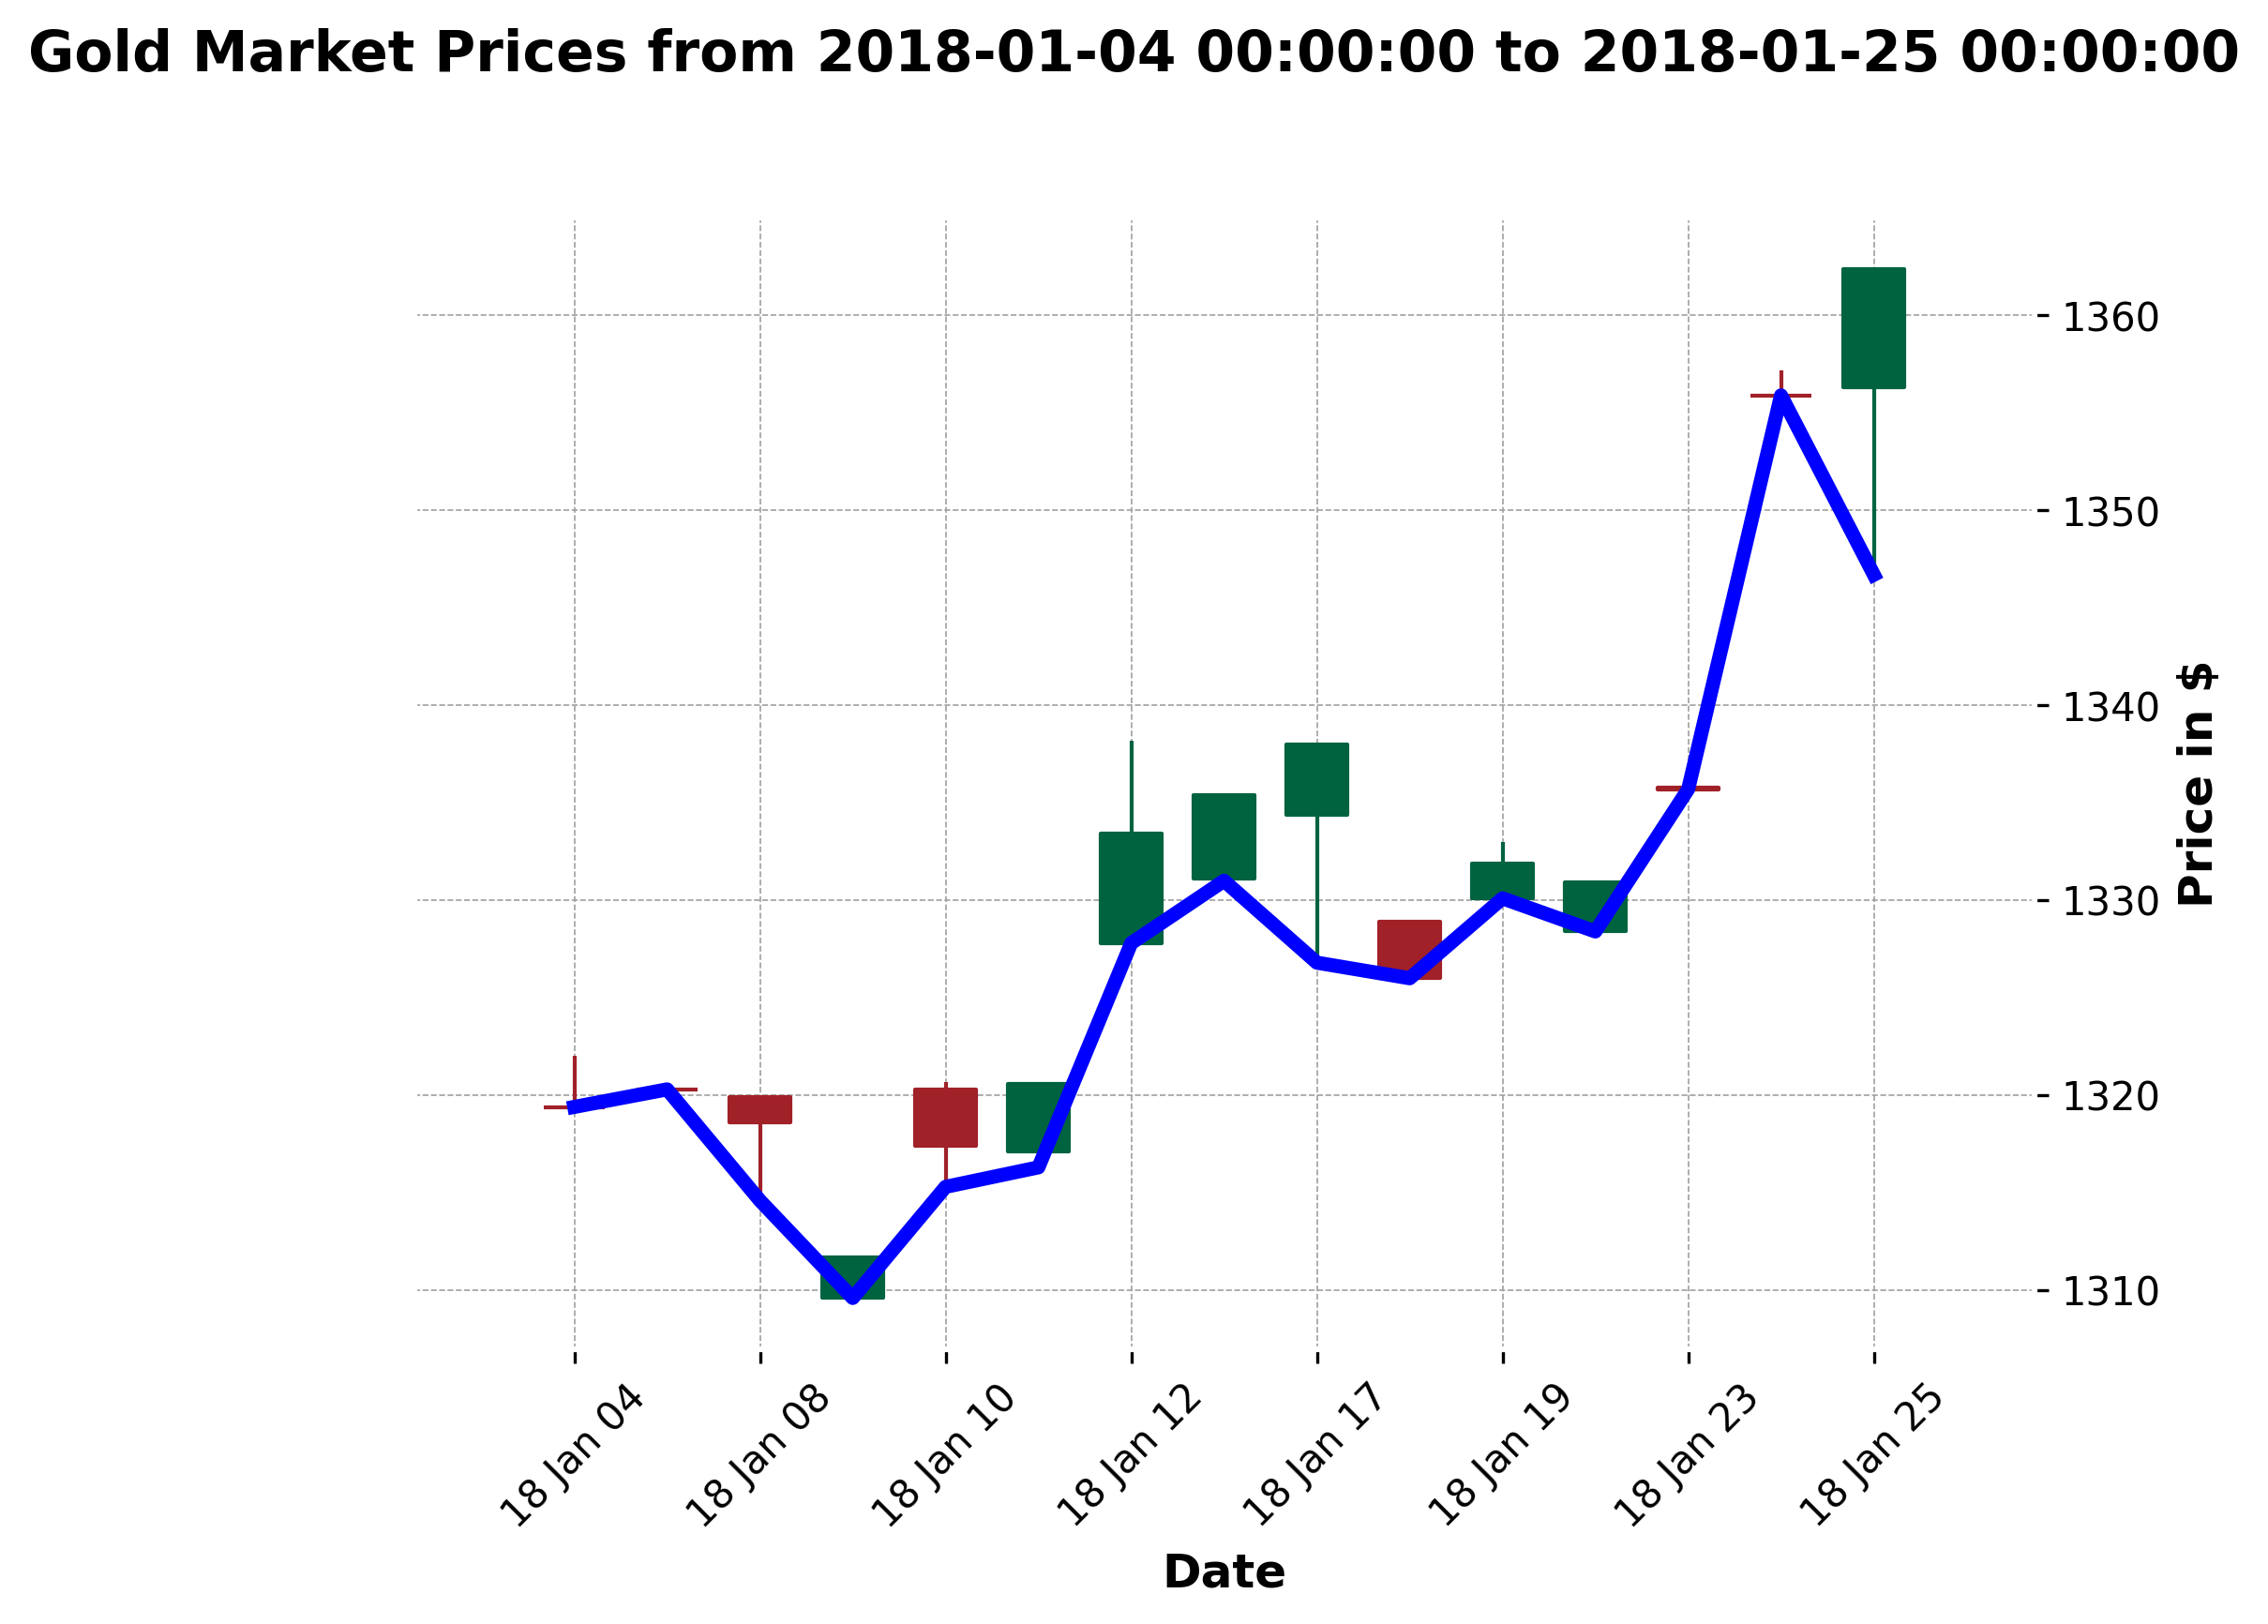 Gold Market Prices from 2018-01-04 00:00:00 to 2018-01-25 00:00:00
1360
1350
1340
1330
1320
1310
Price in $
18 Jan 04
18 Jan 08
18 Jan 10
18 Jan 12
18 Jan 17
18 Jan 19
18 Jan 23
18 Jan 25
Date